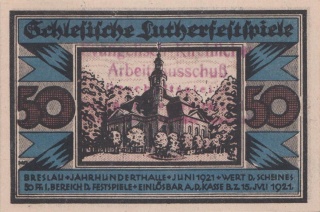 Schlesische Lutherfestspiele
Arbeitsausschuß
50 50
BRESLAU • JAHRHUNDERTHALLE • JUNI 1921 • WERT D. SCHEINES
50 PF. I. BEREICH D. FESTSPIELE • EINLÖSBAR A. D. KASSE B. Z. 15. JULI 1921.